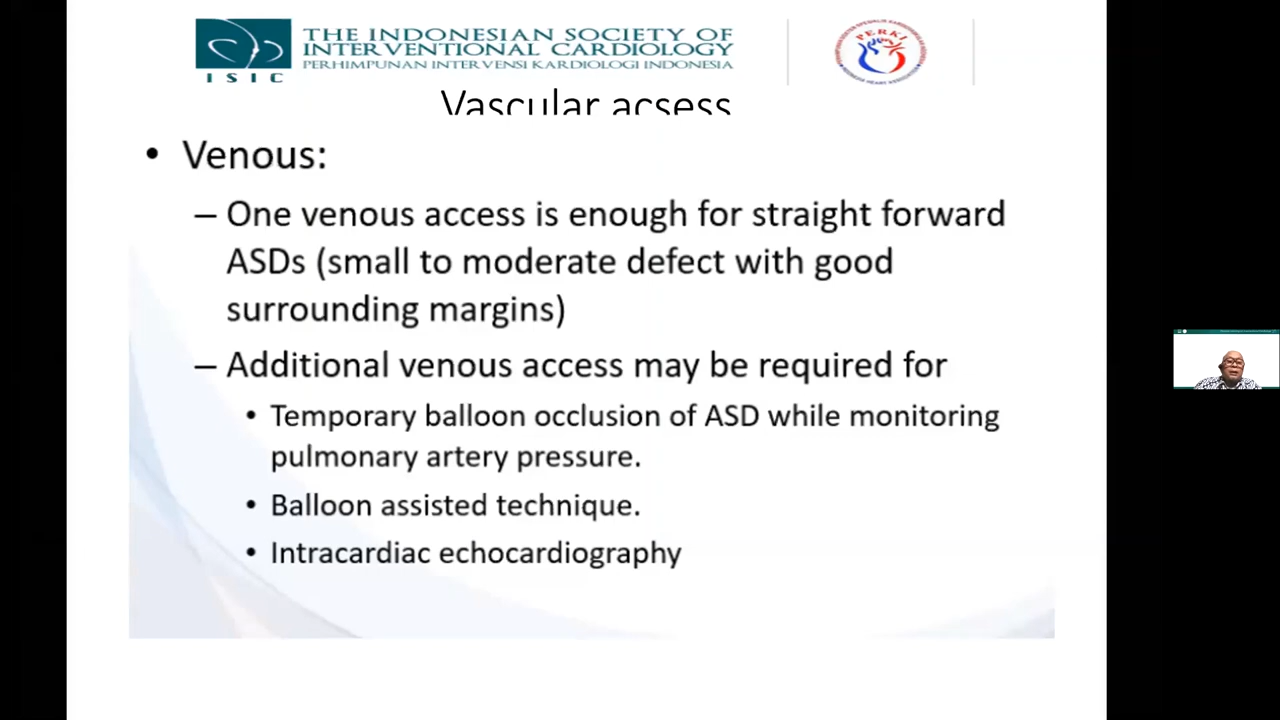 THE INDONESIAN SOCIETY OF
INTERVENTIONAL CARDIOLOGY
PERHIMPUNAN INTERVENSI KARDIOLOGI INDONESIA
ISIC
PERKI
Vascular acsess
• Venous:
– One venous access is enough for straight forward
ASDs (small to moderate defect with good
surrounding margins)
– Additional venous access may be required for
• Temporary balloon occlusion of ASD while monitoring
pulmonary artery pressure.
• Balloon assisted technique.
• Intracardiac echocardiography